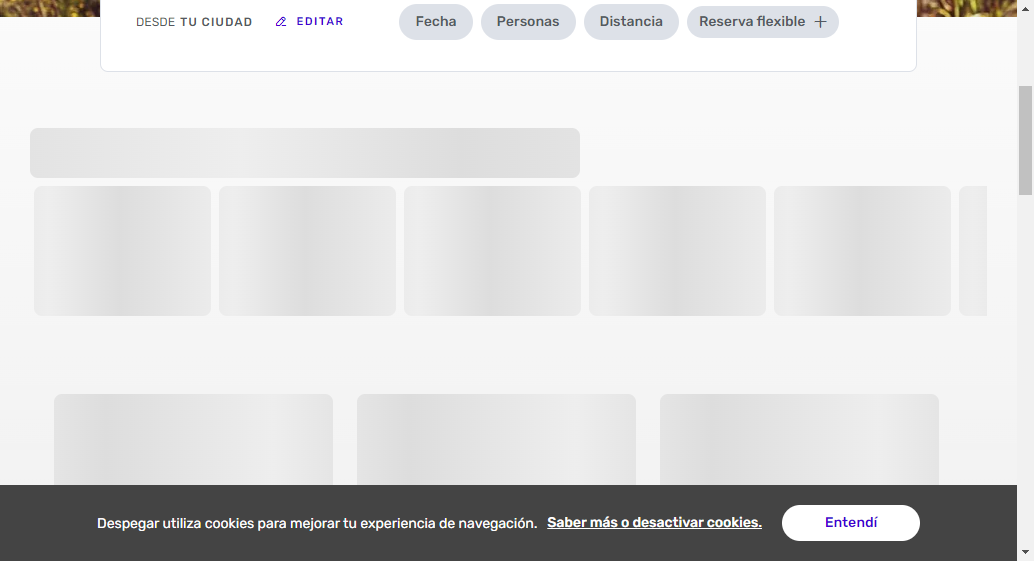 DESDE TU CIUDAD EDITAR Fecha Personas Distancia Reserva flexible
Despegar utiliza cookies para mejorar tu experiencia de navegación. Saber más o desactivar cookies. Entendí